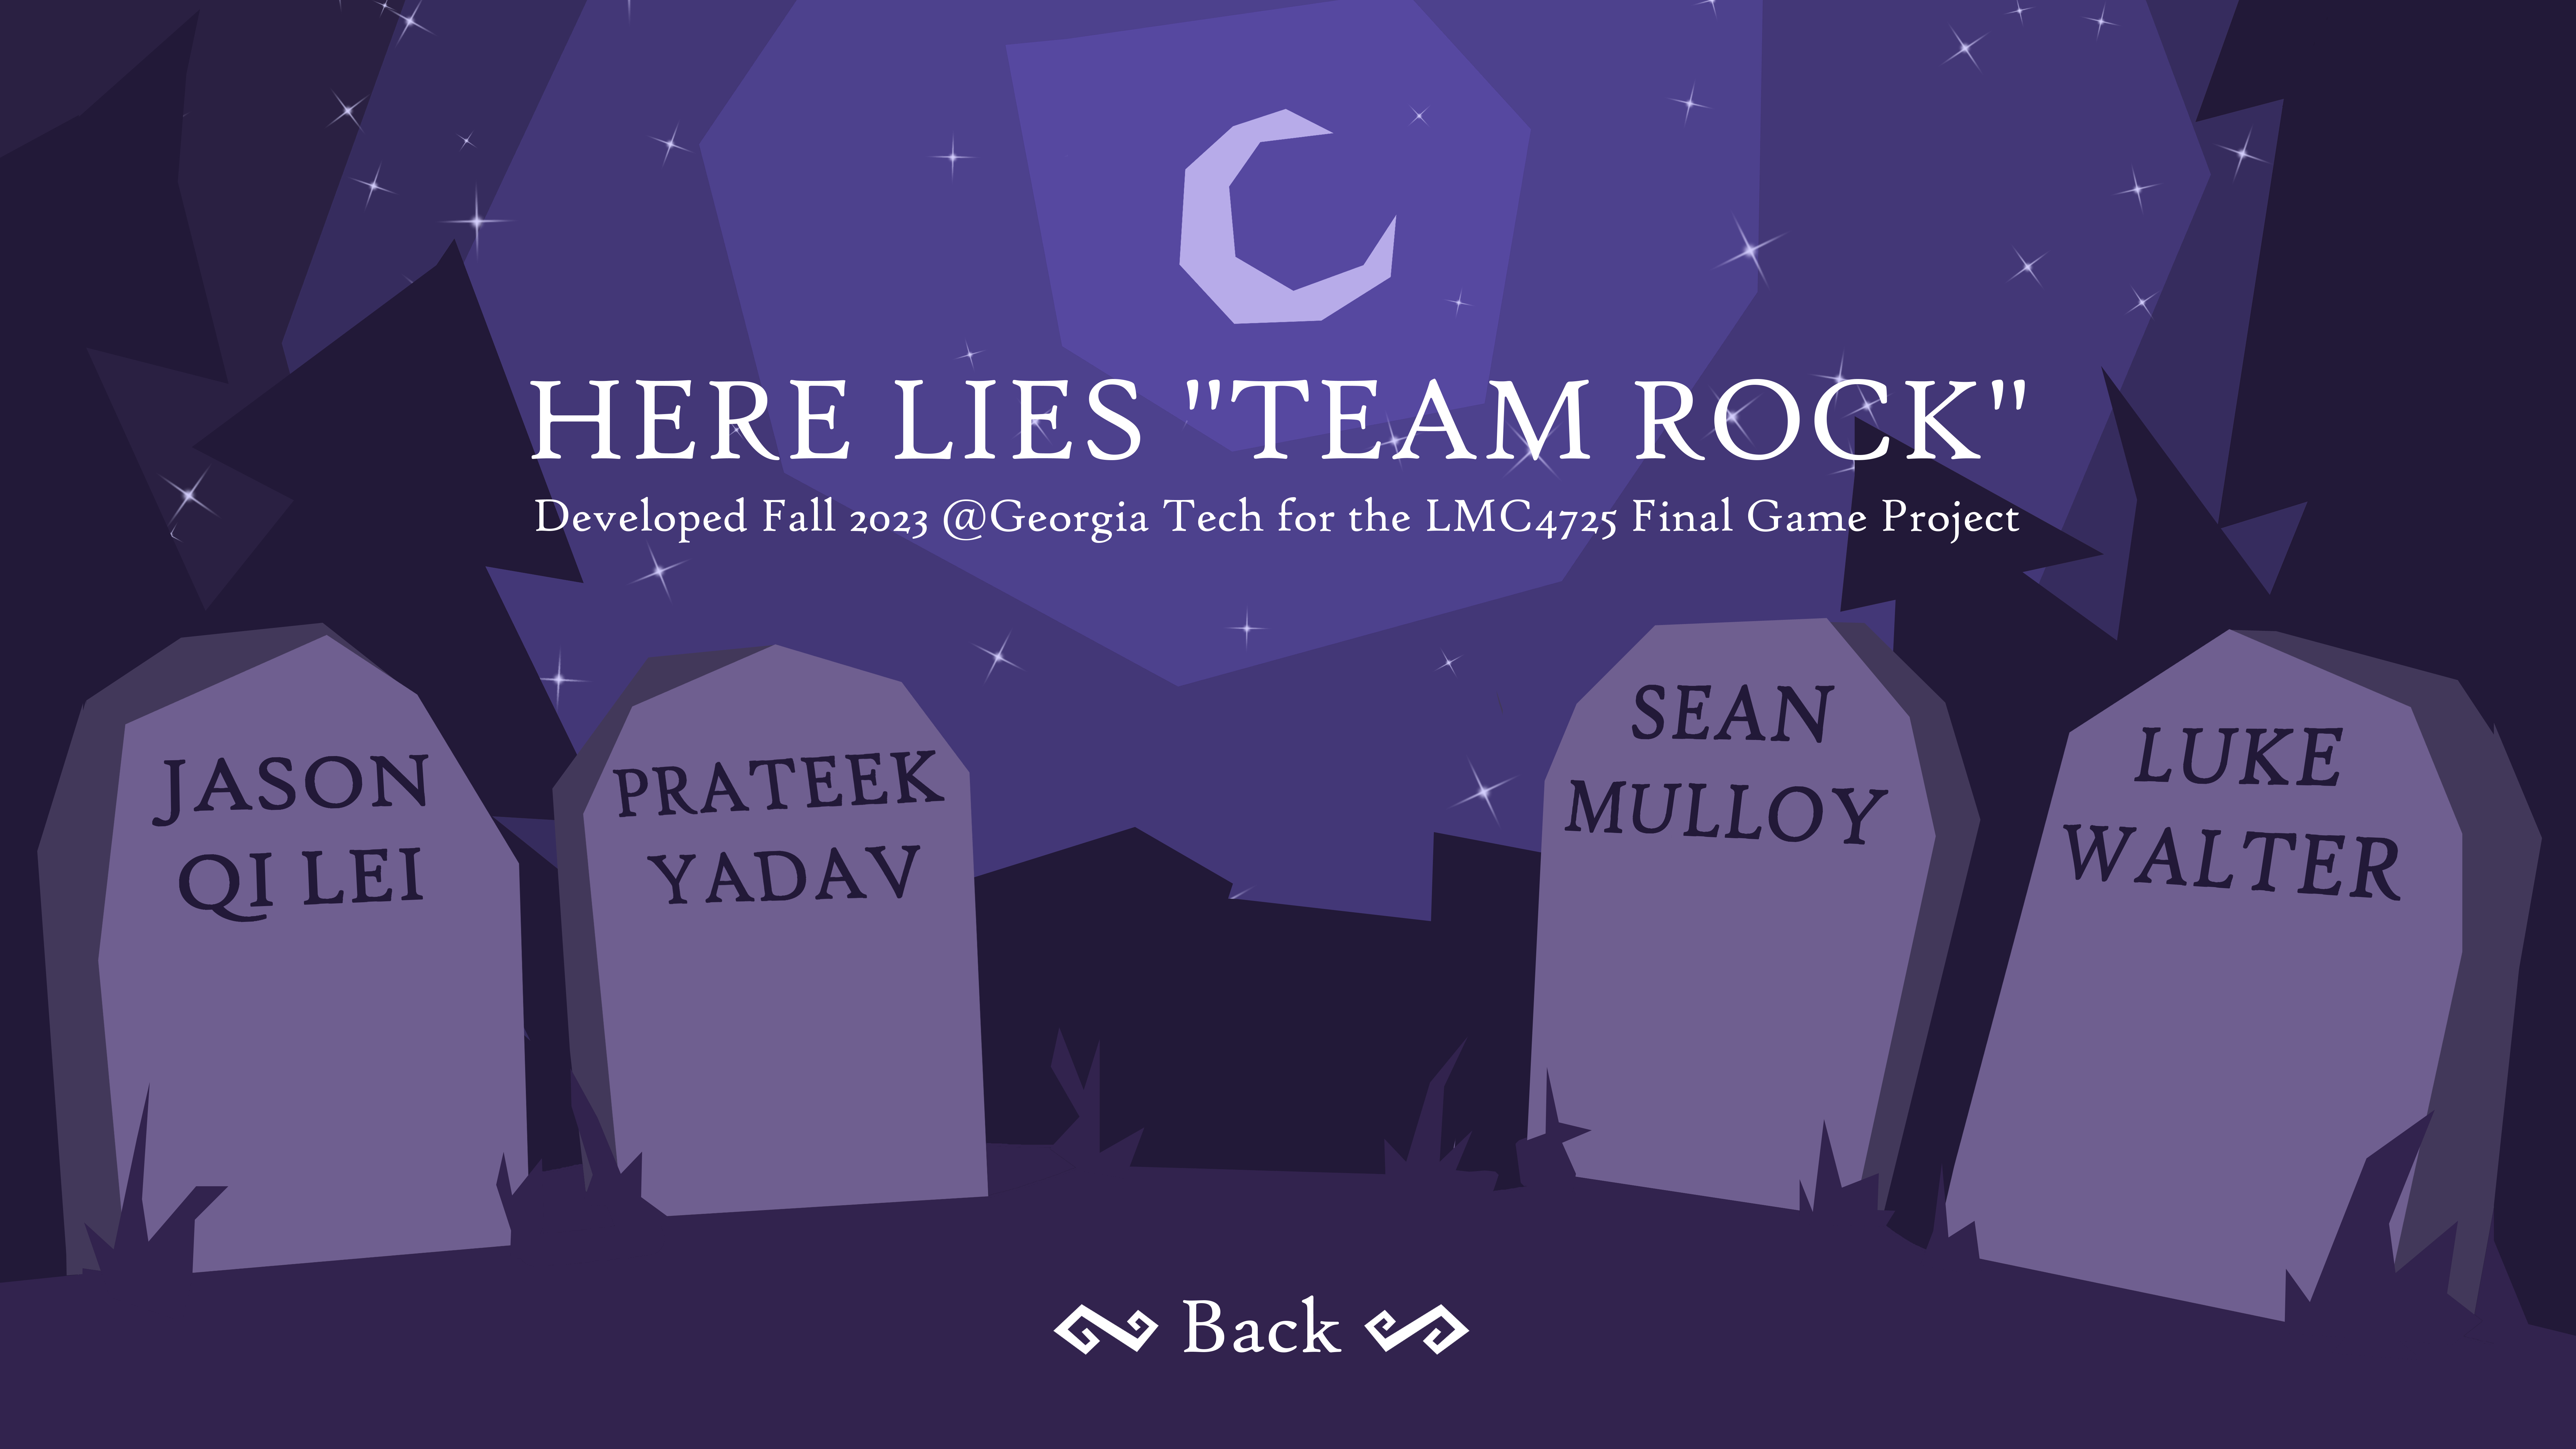 HERE LIES "TEAM ROCK"
Developed Fall 2023 @Georgia Tech for the LMC4725 Final Game Project
JASON
QI LEI
PRATEEK
YADAV
SEAN
MULLOY
LUKE
WALTER
Back